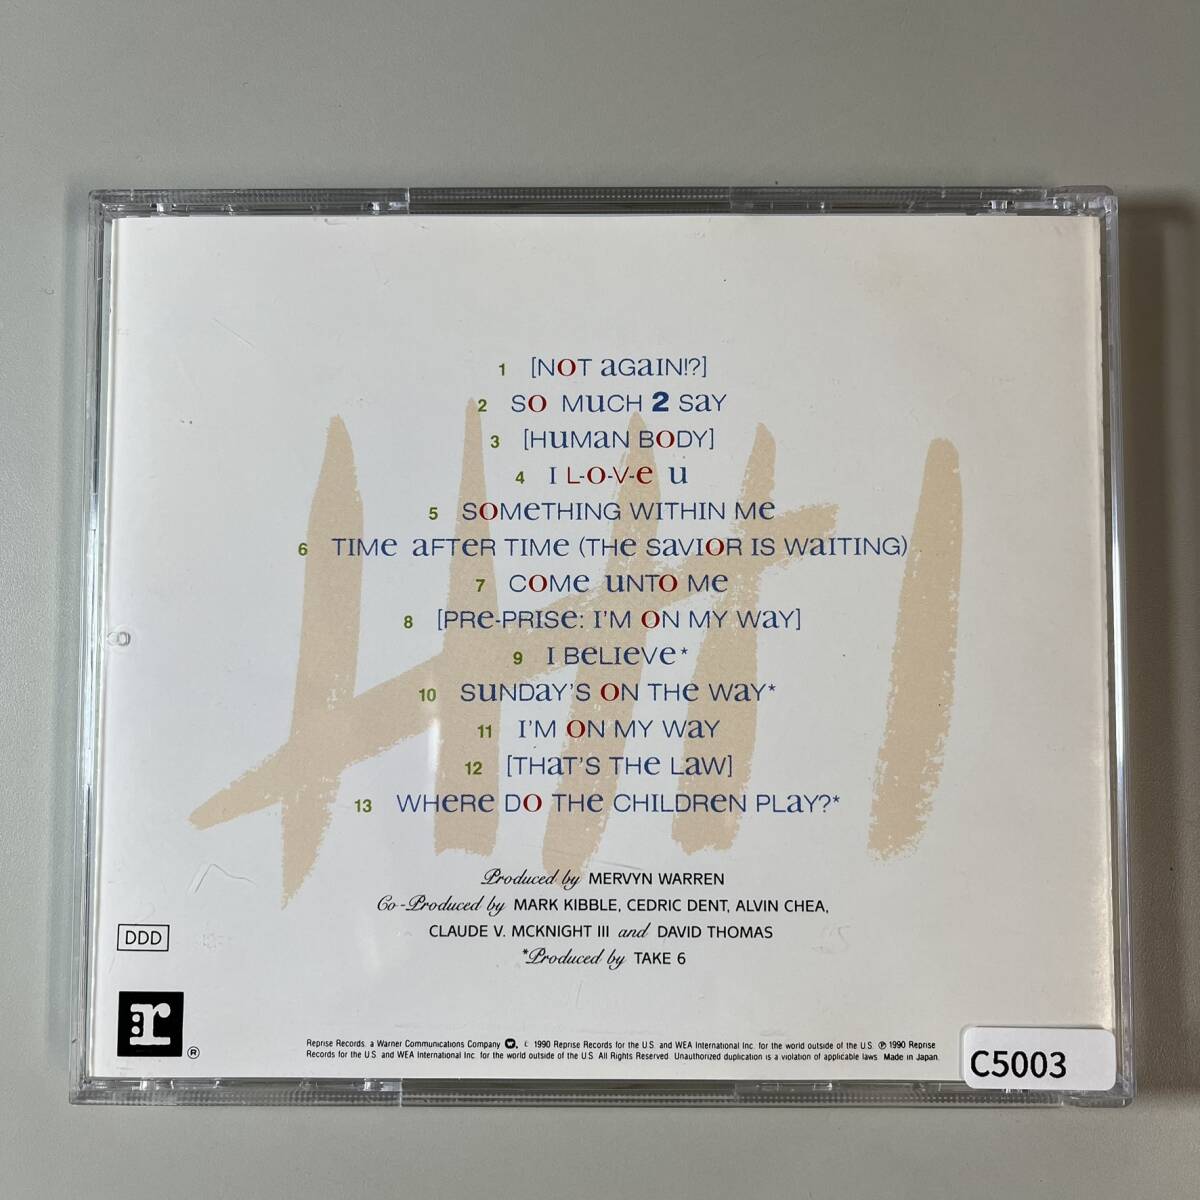 1 [NOT AGAIN!?]
2 SO MUCH 2 SAY
3 [HUMAN BODY]
4 I L-O-V-E U
5 SOMETHING WITHIN ME
6 TIME AFTER TIME (THE SAVIOR IS WAITING)
7 COME UNTO ME
8 [PRE-PRISE: I'M ON MY WAY]
9 I BELIEVE*
10 SUNDAY'S ON THE WAY*
11 I'M ON MY WAY
12 [THAT'S THE LAW]
13 WHERE DO THE CHILDREN PLAY?*
Produced by MERVYN WARREN
Co-Produced by MARK KIBBLE, CEDRIC DENT, ALVIN CHEA,
CLAUDE V. MCKNIGHT III and DAVID THOMAS
*Produced by TAKE 6
DDD
r ®
Reprise Records, a Warner Communications Company W, © 1990 Reprise Records for the U.S. and WEA International Inc. for the world outside of the U.S. ℗ 1990 Reprise
Records for the U.S. and WEA International Inc. for the world outside of the U.S. All Rights Reserved. Unauthorized duplication is a violation of applicable laws. Made in Japan.
C5003